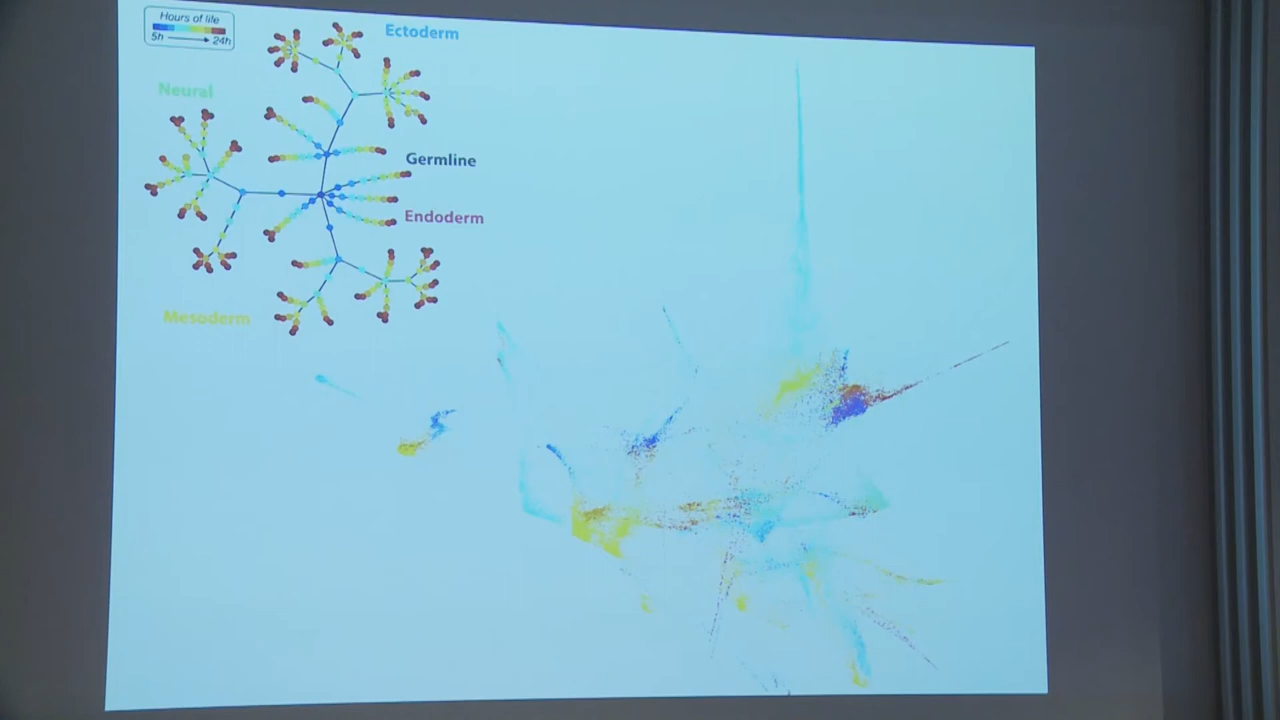 Hours of life
5h 24h
Ectoderm
Neural
Germline
Endoderm
Mesoderm